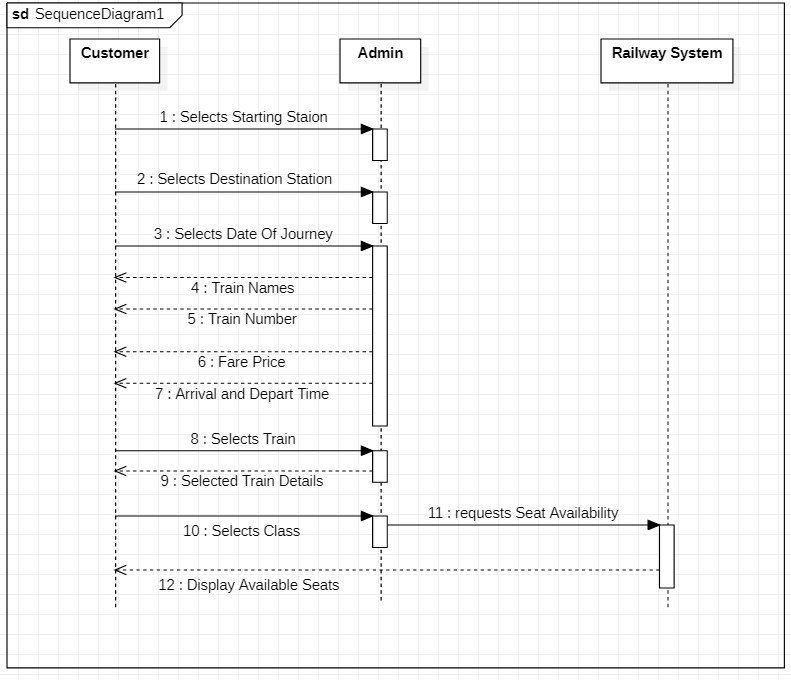 sd SequenceDiagram1
Customer
Admin
Railway System
1 : Selects Starting Staion
2 : Selects Destination Station
3 : Selects Date Of Journey
4 : Train Names
5 : Train Number
6 : Fare Price
7 : Arrival and Depart Time
8 : Selects Train
9 : Selected Train Details
11 : requests Seat Availability
10 : Selects Class
12 : Display Available Seats